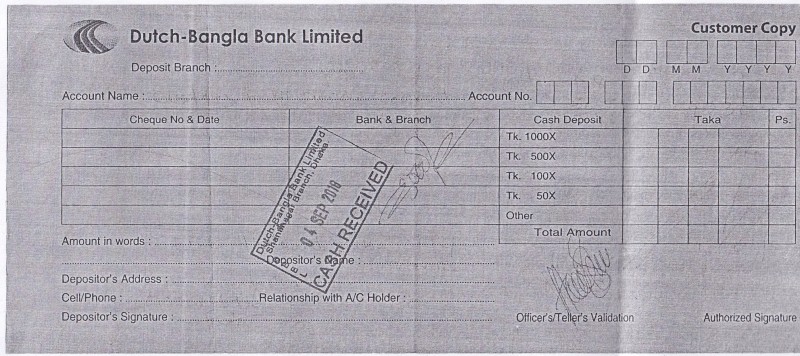 Dutch-Bangla Bank Limited
Customer Copy
D D M M Y Y Y Y
Deposit Branch :
Account Name : Account No.
Cheque No & Date Bank & Branch Cash Deposit Taka Ps.
Tk. 1000X
Tk. 500X
Tk. 100X
Tk. 50X
Other
Total Amount
Dutch-Bangla Bank Limited
Branch, Dhaka
04 SEP 2018
CASH RECEIVED
Amount in words :
Depositor's Name :
Depositor's Address :
Cell/Phone : Relationship with A/C Holder :
Depositor's Signature : Officer's/Teller's Validation Authorized Signature